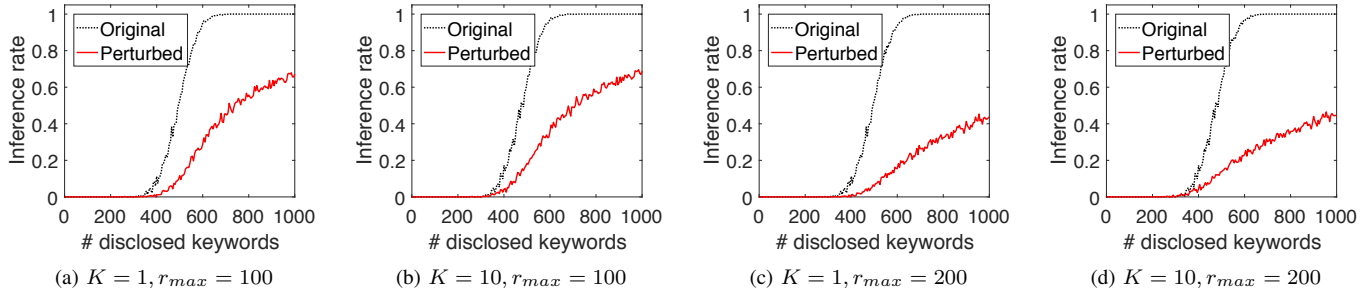 1
0.8
0.6
0.4
0.2
0
Inference rate
Original
Perturbed
0 200 400 600 800 1000
# disclosed keywords
(a) K = 1, r_max = 100
1
0.8
0.6
0.4
0.2
0
Inference rate
Original
Perturbed
0 200 400 600 800 1000
# disclosed keywords
(b) K = 10, r_max = 100
1
0.8
0.6
0.4
0.2
0
Inference rate
Original
Perturbed
0 200 400 600 800 1000
# disclosed keywords
(c) K = 1, r_max = 200
1
0.8
0.6
0.4
0.2
0
Inference rate
Original
Perturbed
0 200 400 600 800 1000
# disclosed keywords
(d) K = 10, r_max = 200